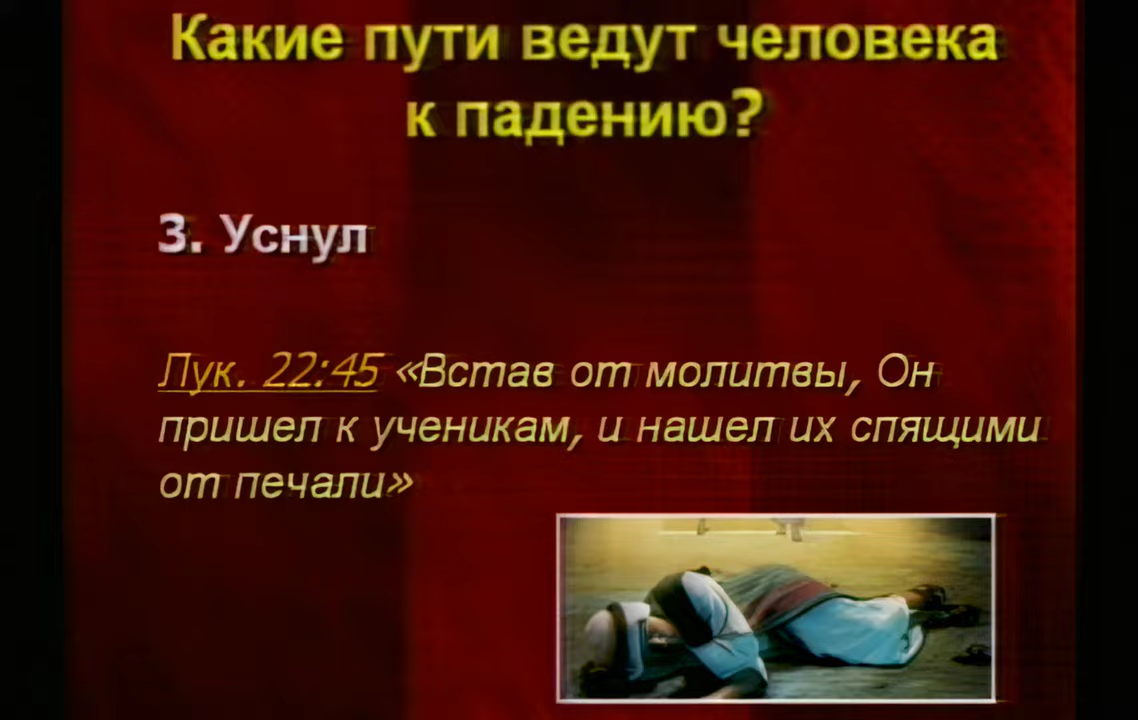 Какие пути ведут человека
к падению?
3. Уснул
Лук. 22:45 «Встав от молитвы, Он
пришел к ученикам, и нашел их спящими
от печали»